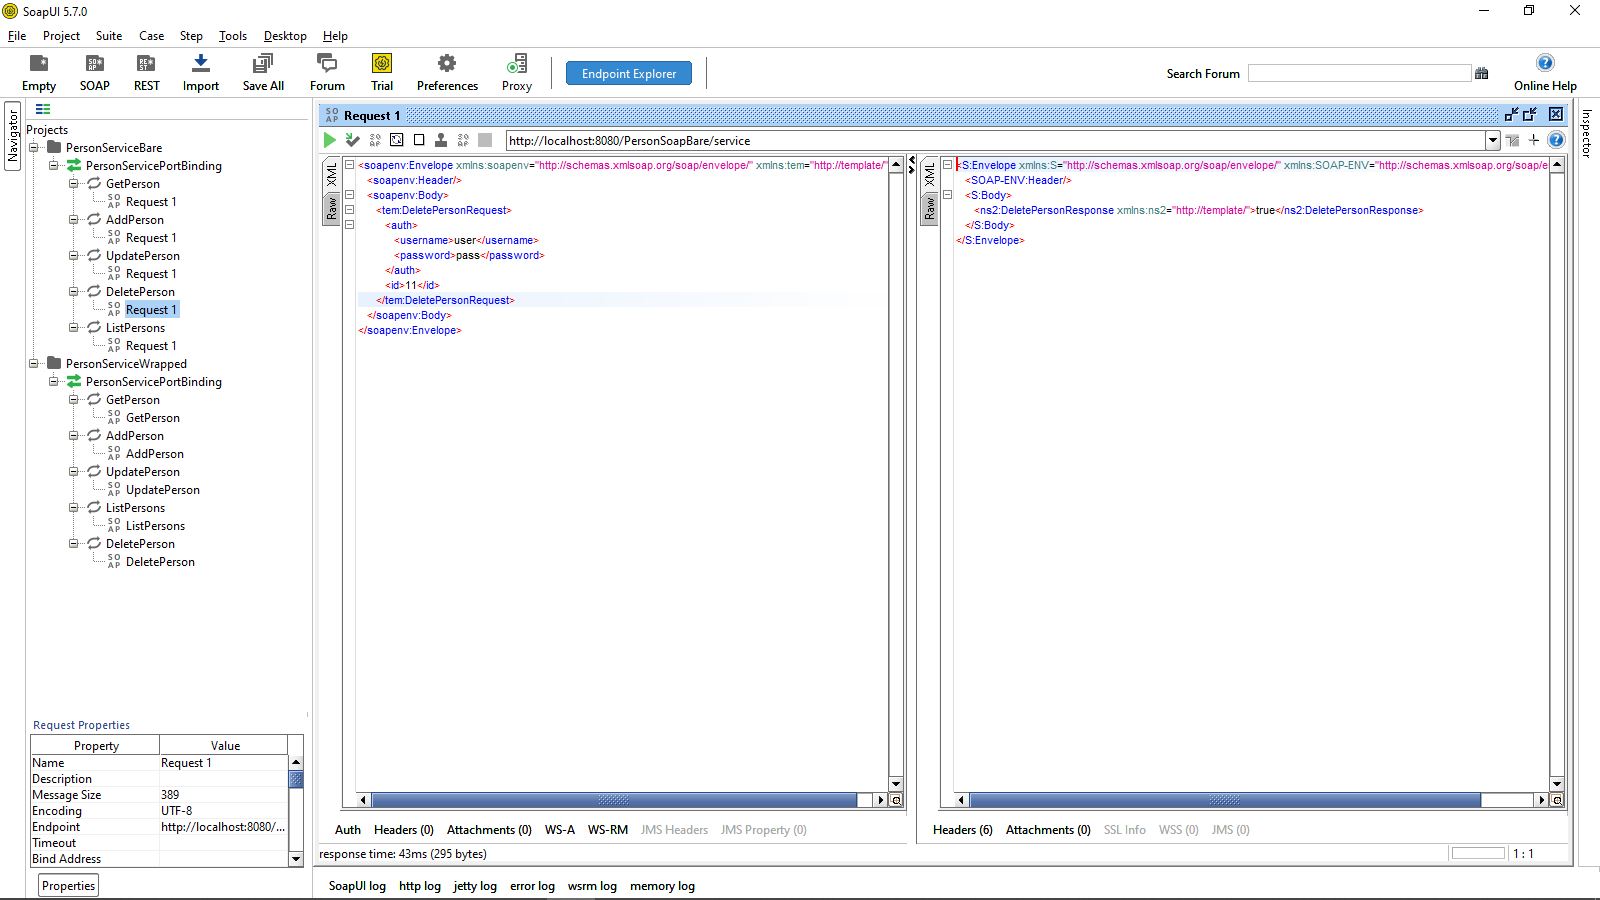 SoapUI 5.7.0
File Project Suite Case Step Tools Desktop Help
Empty SOAP REST Import Save All Forum Trial Preferences Proxy Endpoint Explorer Search Forum Online Help
Navigator
Projects
PersonServiceBare
PersonServicePortBinding
GetPerson
Request 1
AddPerson
Request 1
UpdatePerson
Request 1
DeletePerson
Request 1
ListPersons
Request 1
PersonServiceWrapped
PersonServicePortBinding
GetPerson
GetPerson
AddPerson
AddPerson
UpdatePerson
UpdatePerson
ListPersons
ListPersons
DeletePerson
DeletePerson
Request Properties
Property Value
Name Request 1
Description
Message Size 389
Encoding UTF-8
Endpoint http://localhost:8080/...
Timeout
Bind Address
Properties
Request 1
http://localhost:8080/PersonSoapBare/service
XML
Raw
<soapenv:Envelope xmlns:soapenv="http://schemas.xmlsoap.org/soap/envelope/" xmlns:tem="http://template/"
<soapenv:Header/>
<soapenv:Body>
<tem:DeletePersonRequest>
<auth>
<username>user</username>
<password>pass</password>
</auth>
<id>11</id>
</tem:DeletePersonRequest>
</soapenv:Body>
</soapenv:Envelope>
XML
Raw
<S:Envelope xmlns:S="http://schemas.xmlsoap.org/soap/envelope/" xmlns:SOAP-ENV="http://schemas.xmlsoap.org/soap/e
<SOAP-ENV:Header/>
<S:Body>
<ns2:DeletePersonResponse xmlns:ns2="http://template/">true</ns2:DeletePersonResponse>
</S:Body>
</S:Envelope>
Auth Headers (0) Attachments (0) WS-A WS-RM JMS Headers JMS Property (0)
Headers (6) Attachments (0) SSL Info WSS (0) JMS (0)
response time: 43ms (295 bytes)
1 : 1
SoapUI log http log jetty log error log wsrm log memory log
Inspector